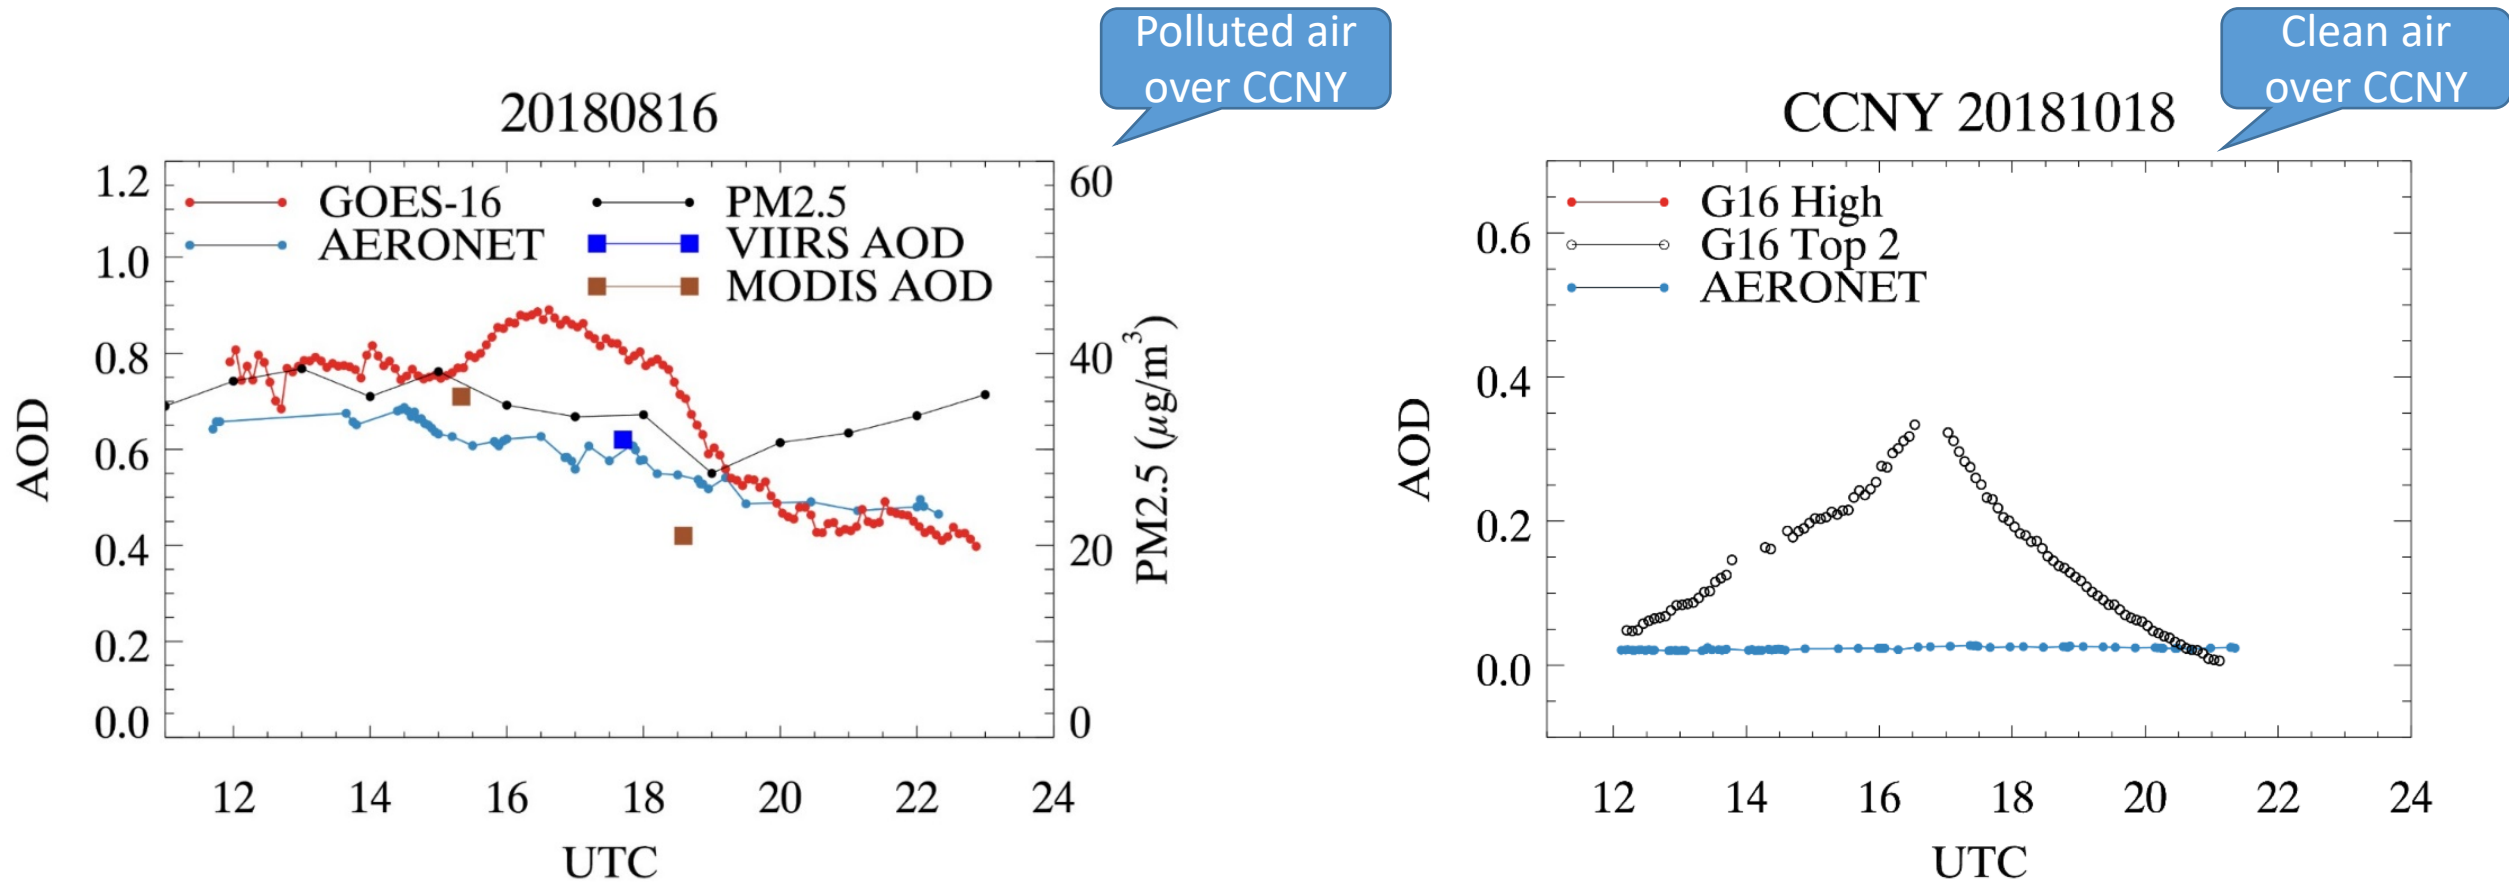 Polluted air
over CCNY
20180816
GOES-16
AERONET
PM2.5
VIIRS AOD
MODIS AOD
1.2
1.0
0.8
0.6
0.4
0.2
0.0
AOD
60
40
20
0
PM2.5 (μg/m³)
12 14 16 18 20 22 24
UTC
Clean air
over CCNY
CCNY 20181018
G16 High
G16 Top 2
AERONET
0.6
0.4
0.2
0.0
AOD
12 14 16 18 20 22 24
UTC